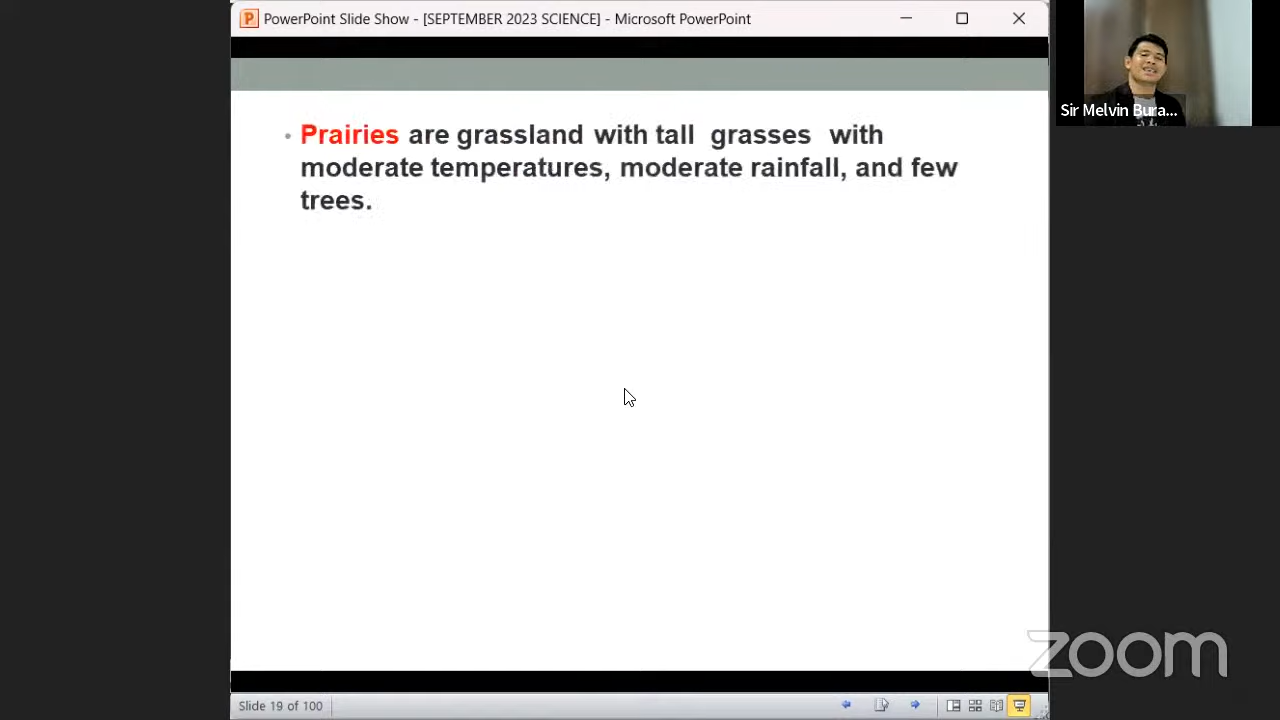 PowerPoint Slide Show - [SEPTEMBER 2023 SCIENCE] - Microsoft PowerPoint
Sir Melvin Bura...
• Prairies are grassland with tall grasses with
moderate temperatures, moderate rainfall, and few
trees.
zoom
Slide 19 of 100